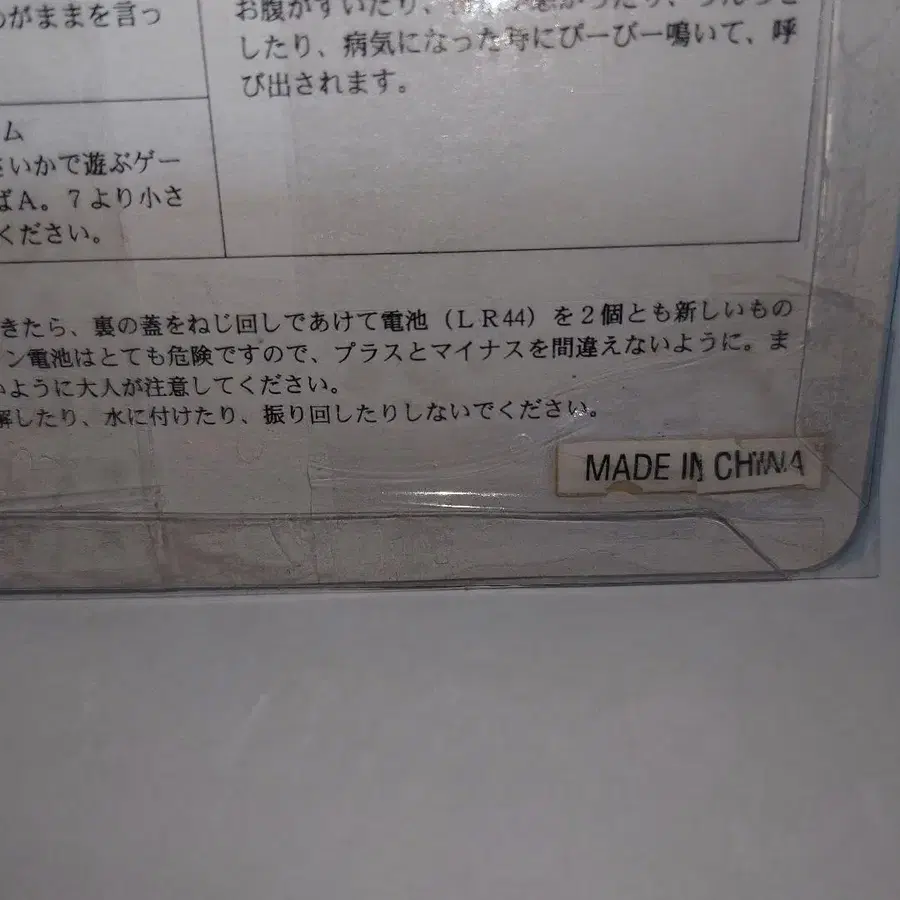 わがままを言っ
ム
さいかで遊ぶゲー
ばA。7より小さ
ください。
お腹がすいたり、
したり、病気になった時にぴーぴー鳴いて、呼
び出されます。
きたら、裏の蓋をねじ回しであけて電池（LR44）を2個とも新しいもの
ン電池はとても危険ですので、プラスとマイナスを間違えないように。ま
いように大人が注意してください。
解したり、水に付けたり、振り回したりしないでください。
MADE IN CHINA